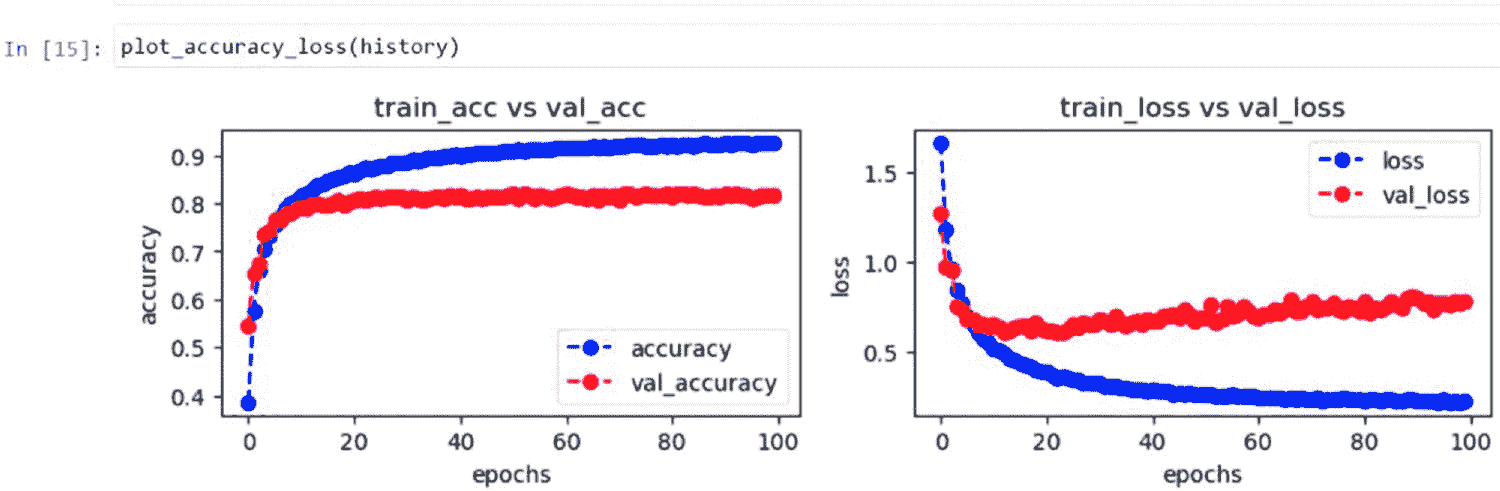 In [15]: plot_accuracy_loss(history)
train_acc vs val_acc
accuracy
0.9
0.8
0.7
0.6
0.5
0.4
accuracy
val_accuracy
0 20 40 60 80 100
epochs
train_loss vs val_loss
loss
1.5
1.0
0.5
loss
val_loss
0 20 40 60 80 100
epochs